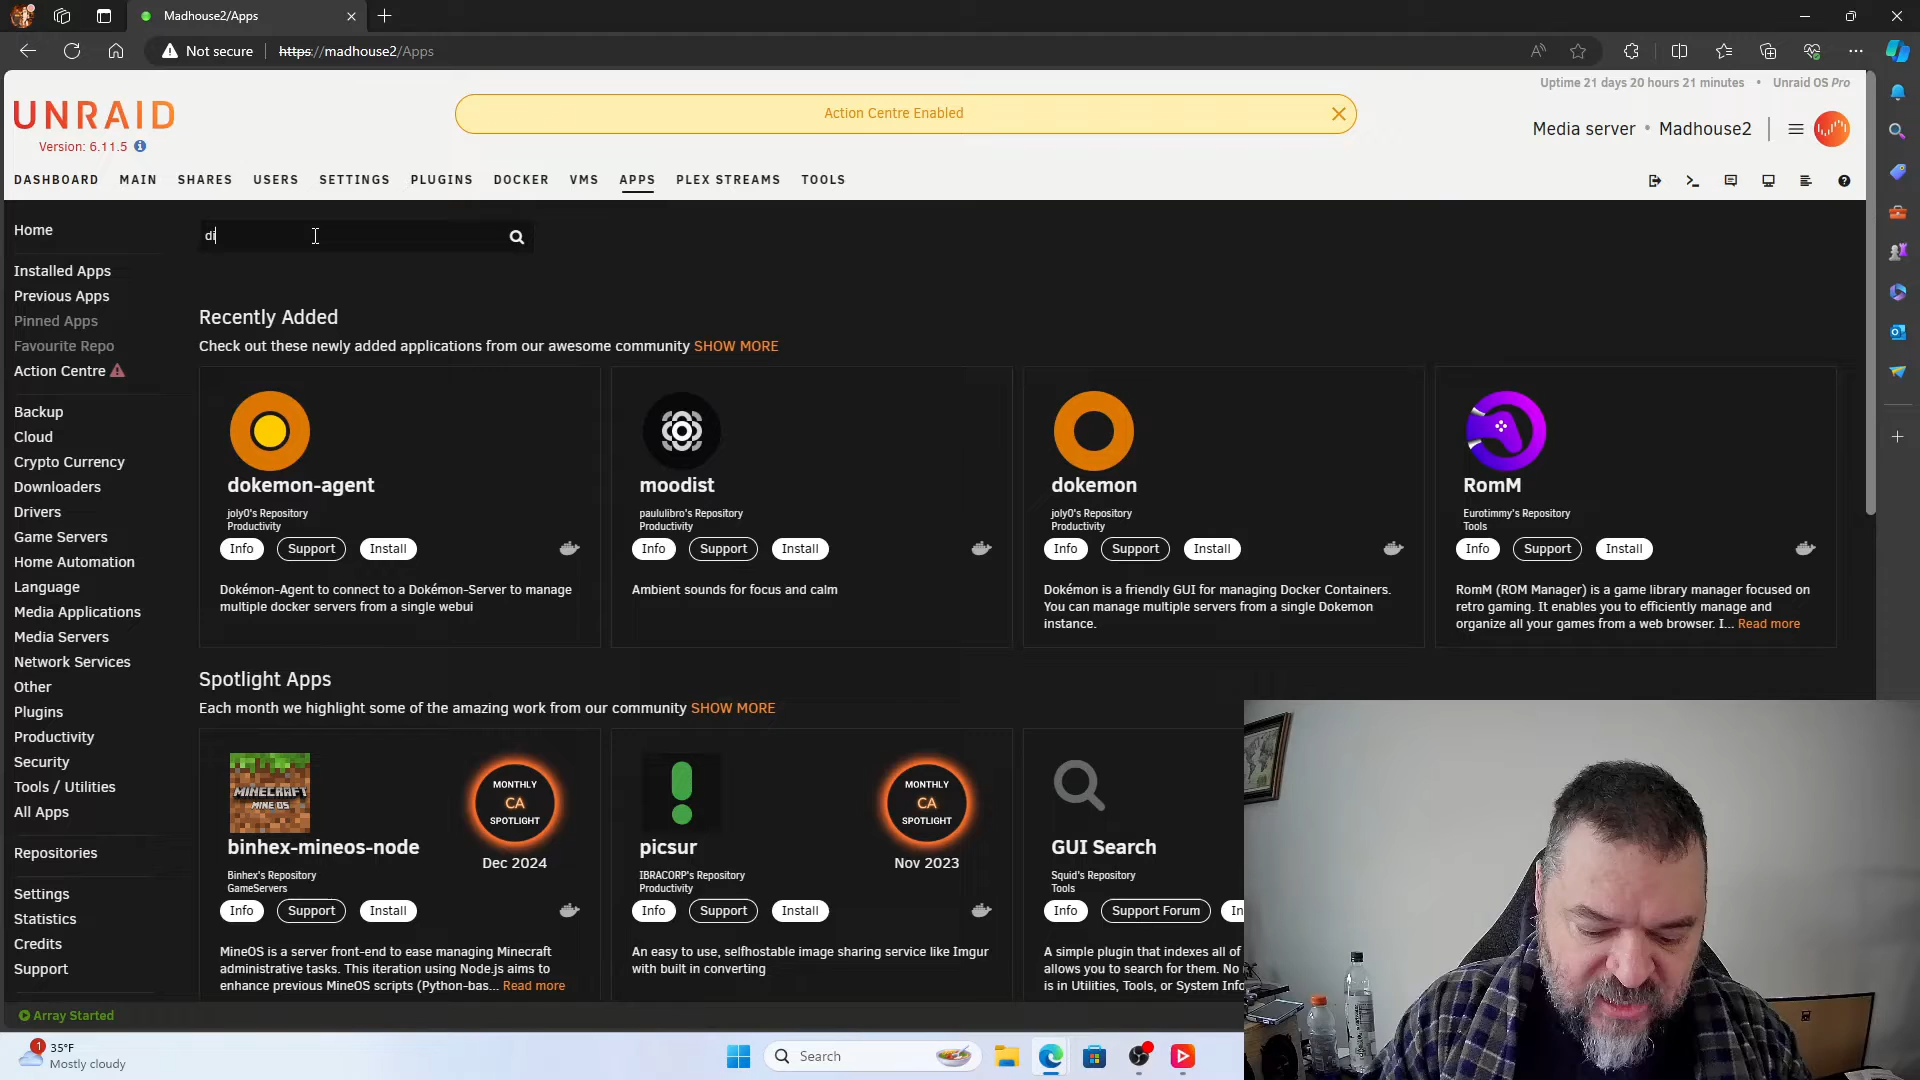 Madhouse2/Apps
Not secure
https://madhouse2/Apps
Uptime 21 days 20 hours 21 minutes • Unraid OS Pro
UNRAID
Version: 6.11.5
Action Centre Enabled
Media server • Madhouse2
DASHBOARD MAIN SHARES USERS SETTINGS PLUGINS DOCKER VMS APPS PLEX STREAMS TOOLS
Home
Installed Apps
Previous Apps
Pinned Apps
Favourite Repo
Action Centre
Backup
Cloud
Crypto Currency
Downloaders
Drivers
Game Servers
Home Automation
Language
Media Applications
Media Servers
Network Services
Other
Plugins
Productivity
Security
Tools / Utilities
All Apps
Repositories
Settings
Statistics
Credits
Support
di
Recently Added
Check out these newly added applications from our awesome community SHOW MORE
dokemon-agent
joly0's Repository
Productivity
Info Support Install
Dokémon-Agent to connect to a Dokémon-Server to manage
multiple docker servers from a single webui
moodist
paululibro's Repository
Productivity
Info Support Install
Ambient sounds for focus and calm
dokemon
joly0's Repository
Productivity
Info Support Install
Dokémon is a friendly GUI for managing Docker Containers.
You can manage multiple servers from a single Dokemon
instance.
RomM
Eurotimmy's Repository
Tools
Info Support Install
RomM (ROM Manager) is a game library manager focused on
retro gaming. It enables you to efficiently manage and
organize all your games from a web browser. I... Read more
Spotlight Apps
Each month we highlight some of the amazing work from our community SHOW MORE
MINECRAFT
MINE OS
MONTHLY
CA
SPOTLIGHT
Dec 2024
binhex-mineos-node
Binhex's Repository
GameServers
Info Support Install
MineOS is a server front-end to ease managing Minecraft
administrative tasks. This iteration using Node.js aims to
enhance previous MineOS scripts (Python-bas... Read more
MONTHLY
CA
SPOTLIGHT
Nov 2023
picsur
IBRACORP's Repository
Productivity
Info Support Install
An easy to use, selfhostable image sharing service like Imgur
with built in converting
GUI Search
Squid's Repository
Tools
Info Support Forum In
A simple plugin that indexes all of
allows you to search for them. No
is in Utilities, Tools, or System Info
Array Started
1
35°F
Mostly cloudy
Search